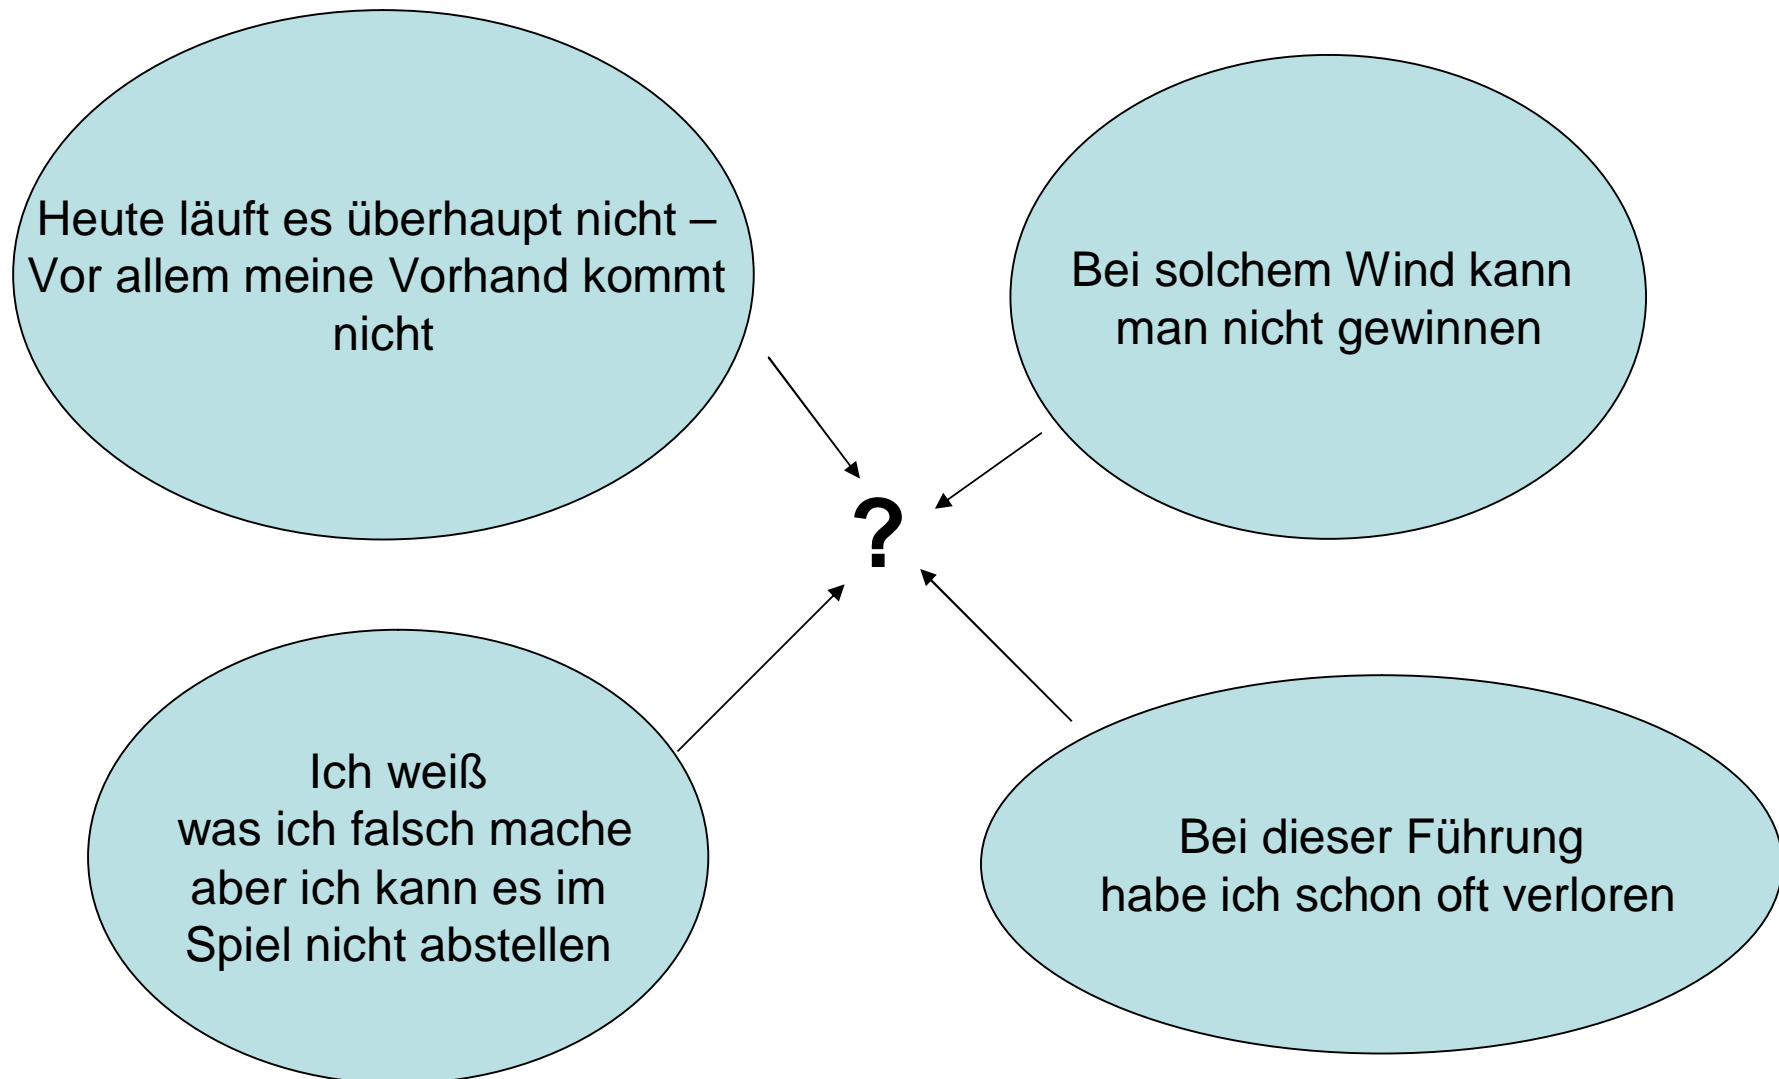 Heute läuft es überhaupt nicht –
Vor allem meine Vorhand kommt
nicht
Bei solchem Wind kann
man nicht gewinnen
?
Ich weiß
was ich falsch mache
aber ich kann es im
Spiel nicht abstellen
Bei dieser Führung
habe ich schon oft verloren